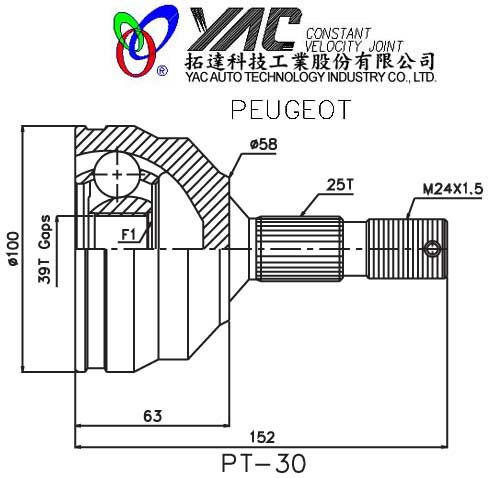 YAC CONSTANT
VELOCITY JOINT
®
拓達科技工業股份有限公司
YAC AUTO TECHNOLOGY INDUSTRY CO., LTD.
PEUGEOT
ø58
25T
M24X1.5
ø100
39T Gaps
F1
63
152
PT-30